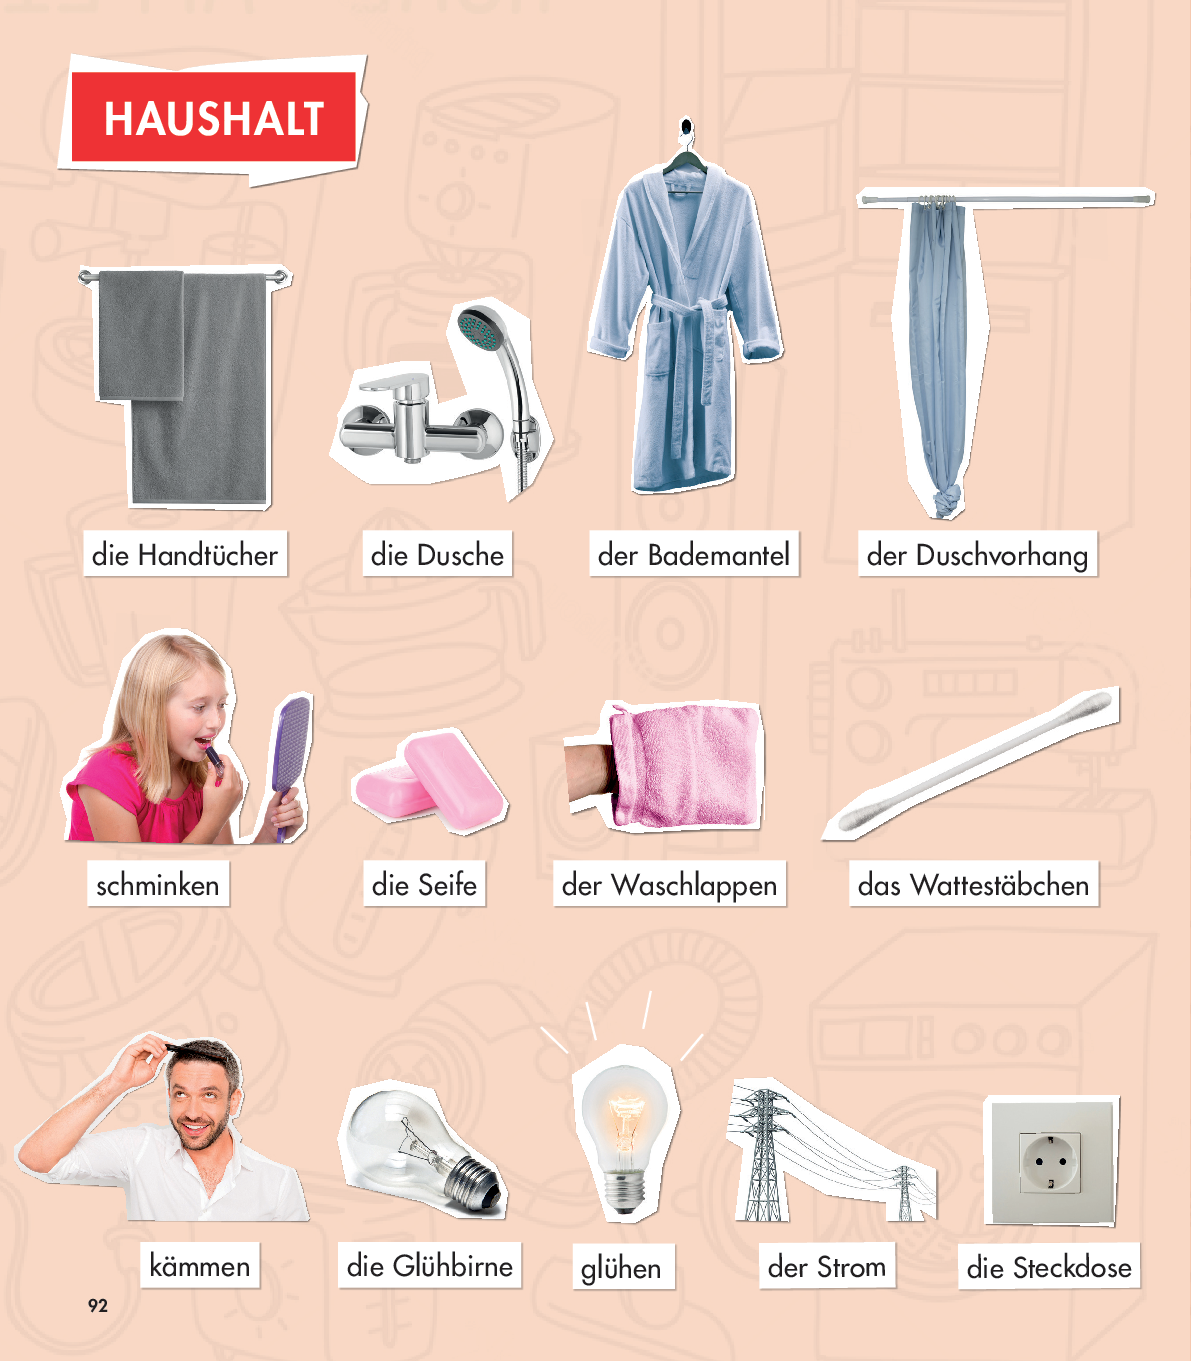 HAUSHALT
die Handtücher
die Dusche
der Bademantel
der Duschvorhang
schminken
die Seife
der Waschlappen
das Wattestäbchen
kämmen
die Glühbirne
glühen
der Strom
die Steckdose
92